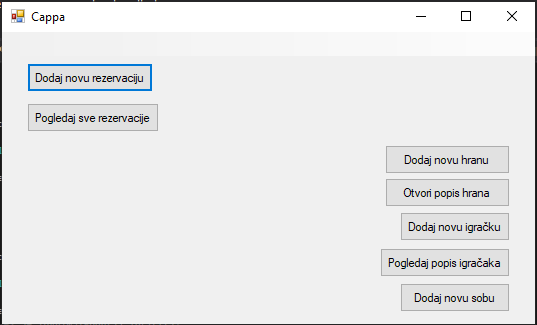 Cappa
Dodaj novu rezervaciju
Pogledaj sve rezervacije
Dodaj novu hranu
Otvori popis hrana
Dodaj novu igračku
Pogledaj popis igračaka
Dodaj novu sobu